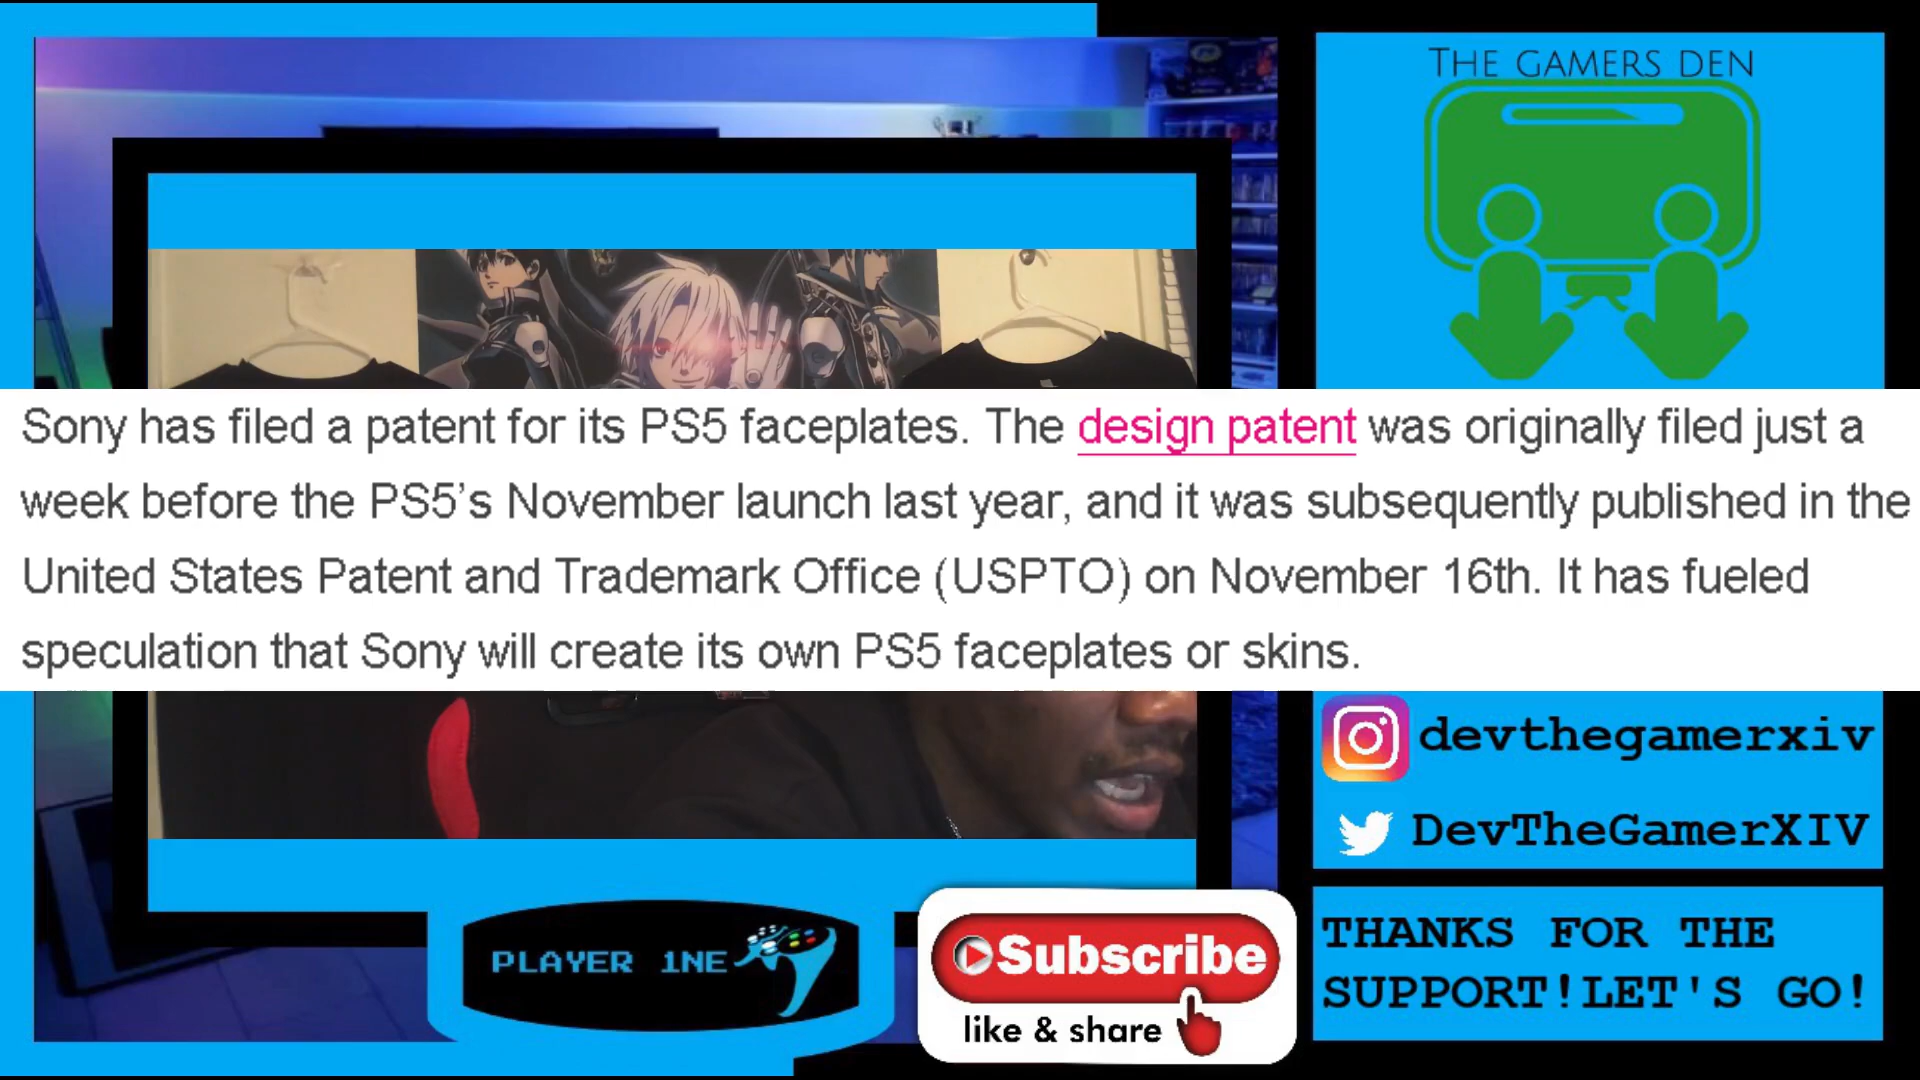 THE GAMERS DEN
Sony has filed a patent for its PS5 faceplates. The design patent was originally filed just a
week before the PS5’s November launch last year, and it was subsequently published in the
United States Patent and Trademark Office (USPTO) on November 16th. It has fueled
speculation that Sony will create its own PS5 faceplates or skins.
devthegamerxiv
DevTheGamerXIV
PLAYER 1NE
Subscribe
like & share
THANKS FOR THE
SUPPORT!LET'S GO!